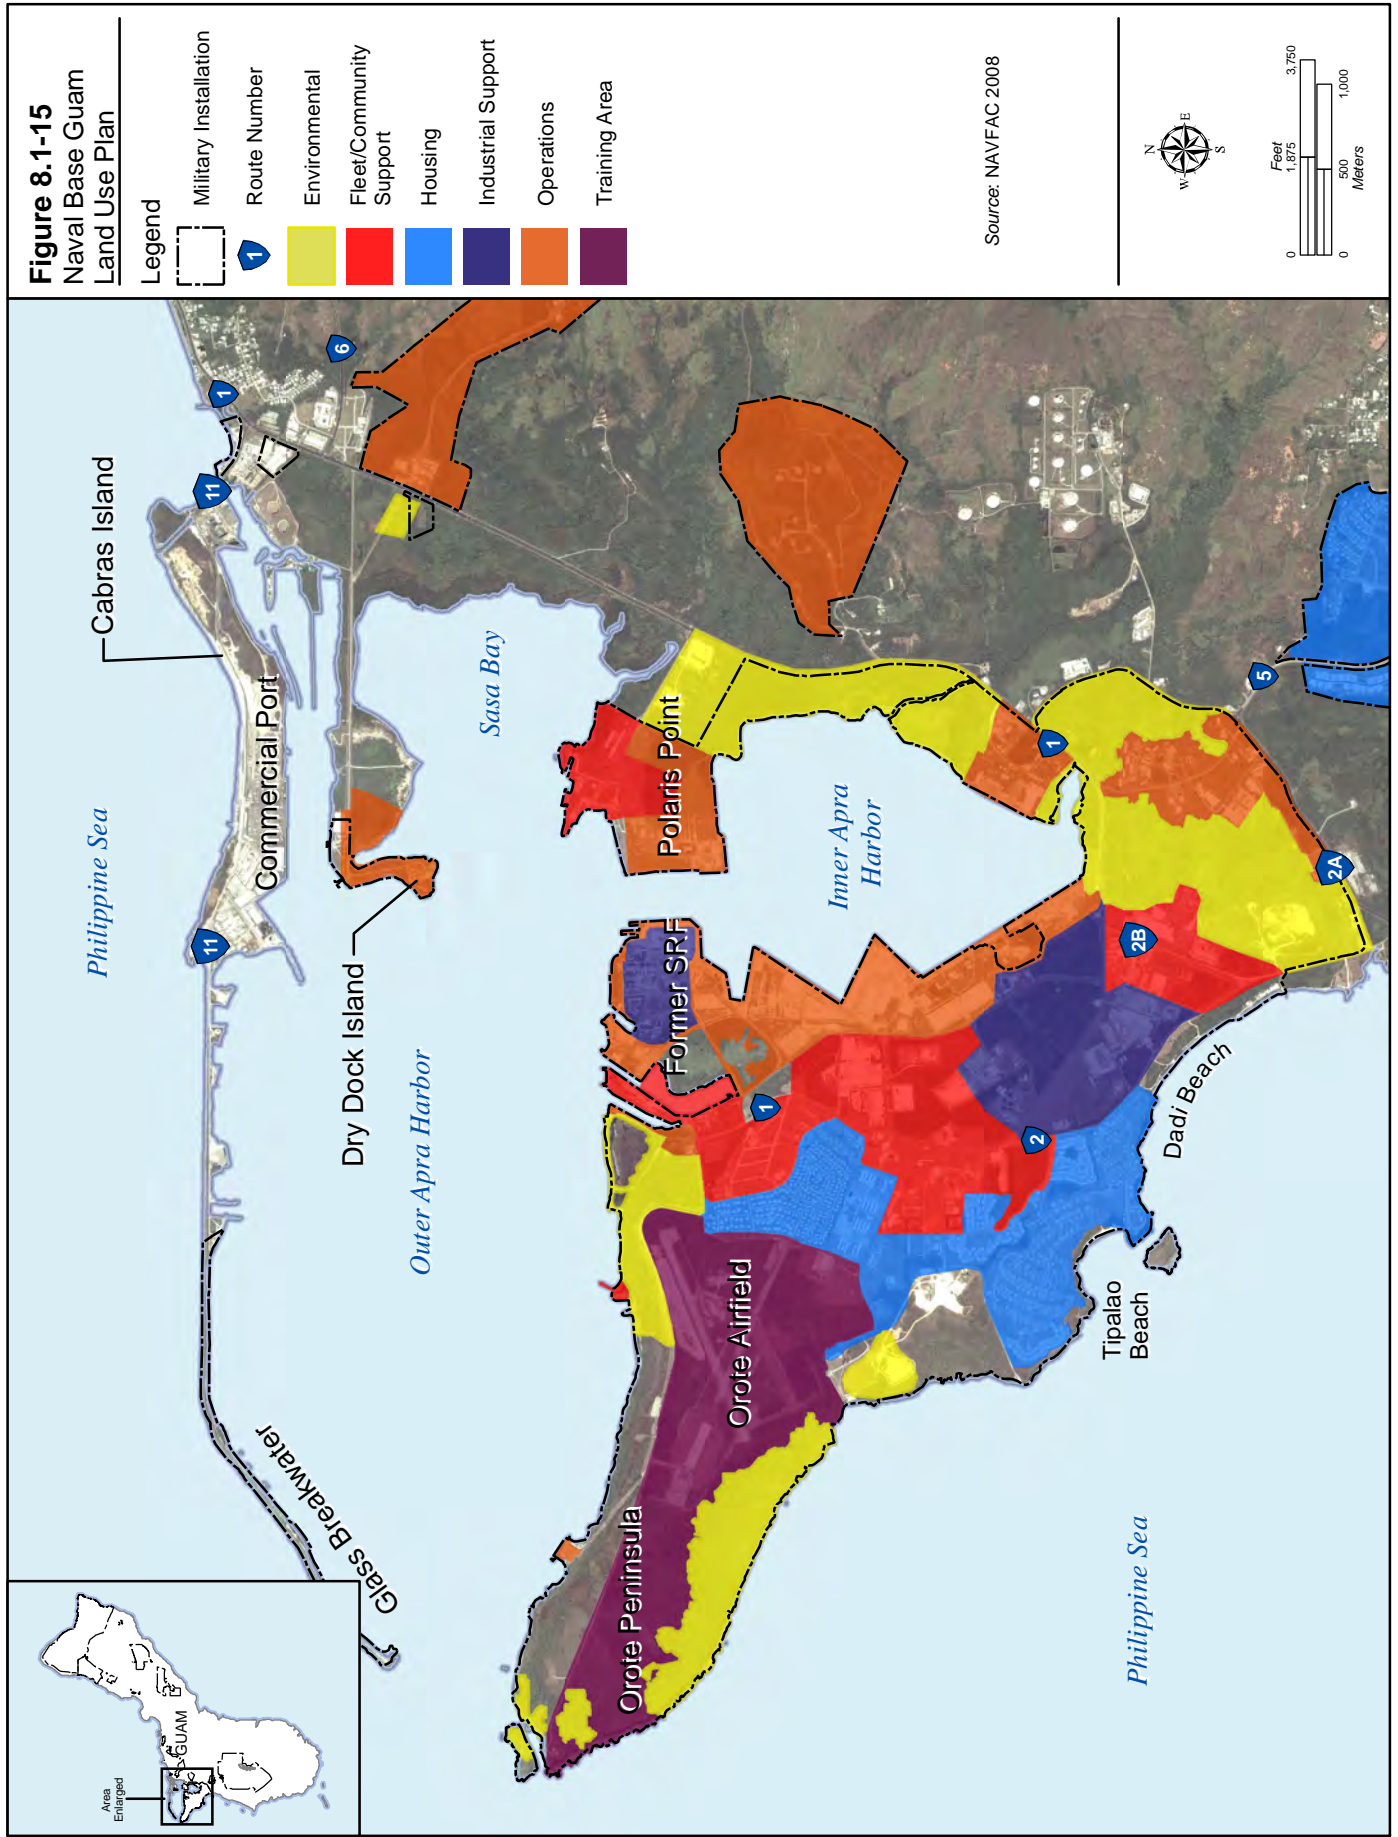 Figure 8.1-15
Naval Base Guam
Land Use Plan
Legend
Military Installation
1
Route Number
Environmental
Fleet/Community
Support
Housing
Industrial Support
Operations
Training Area
Source: NAVFAC 2008
N
W
E
S
Feet
0
1,875
3,750
0
500
1,000
Meters
Area
Enlarged
GUAM
Philippine Sea
Cabras Island
Commercial Port
11
11
1
6
Glass Breakwater
Dry Dock Island
Outer Apra Harbor
Sasa Bay
Polaris Point
Former SRF
Inner Apra
Harbor
Orote Peninsula
Orote Airfield
1
1
2
2B
2A
5
Dadi Beach
Tipalao
Beach
Philippine Sea